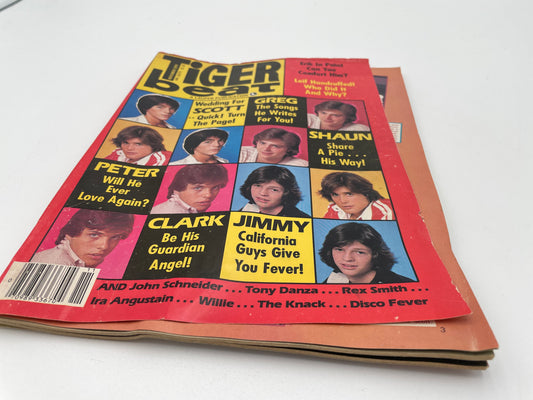 TiGER
beat
Erik In Pain!
Can You
Comfort Him?
Leif Handcuffed!
Who Did It
And Why?
Wedding For
SCOTT
.. Quick! Turn
The Page!
GREG
The Songs
He Writes
For You!
SHAUN
Share
A Pie . . .
His Way!
PETER
Will He
Ever
Love Again?
CLARK
Be His
Guardian
Angel!
JIMMY
California
Guys Give
You Fever!
AND John Schneider . . . Tony Danza . . . Rex Smith . . .
Ira Angustain . . . Willie . . . The Knack . . . Disco Fever
3